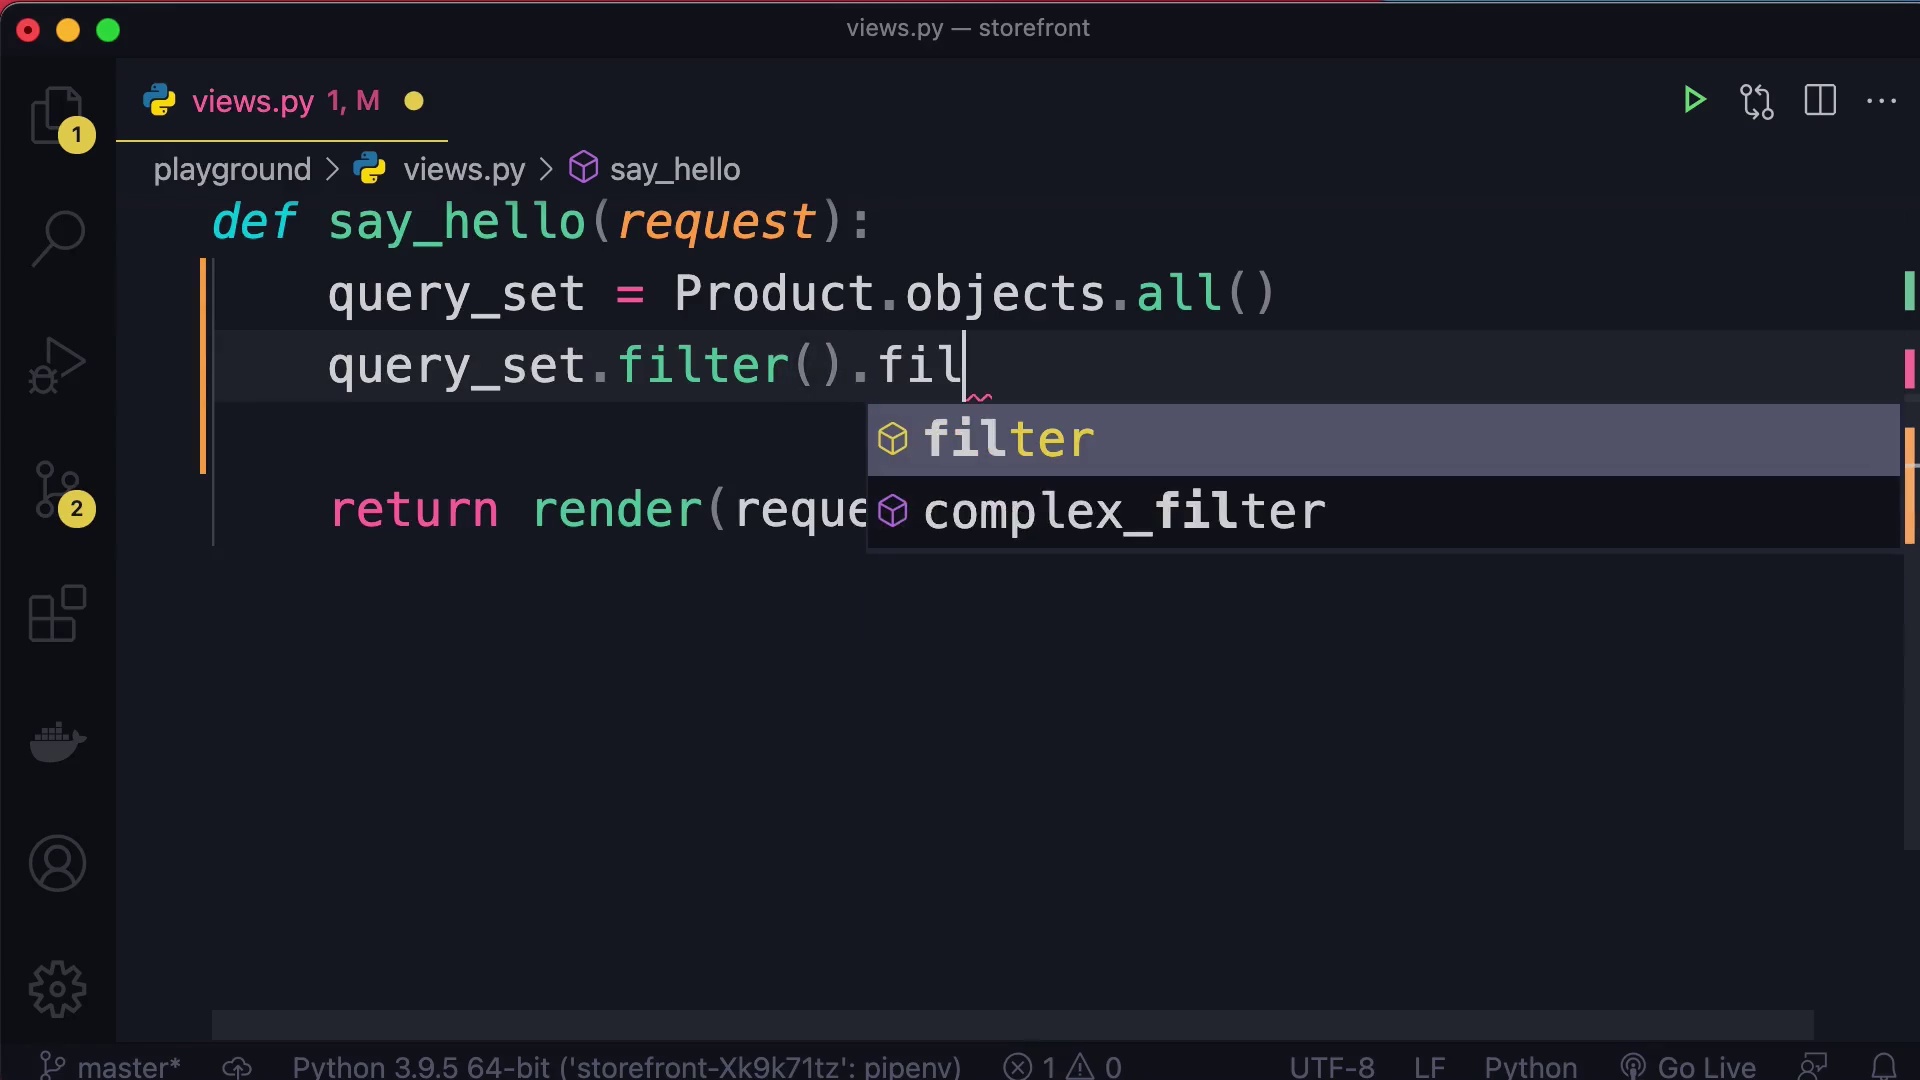 views.py — storefront
views.py 1, M
1
playground > views.py > say_hello
def say_hello(request):
query_set = Product.objects.all()
query_set.filter().fil
filter
return render(reque
complex_filter
2
master*
Python 3.9.5 64-bit ('storefront-Xk9k71tz': pipenv)
1 0
UTF-8
LF
Python
Go Live